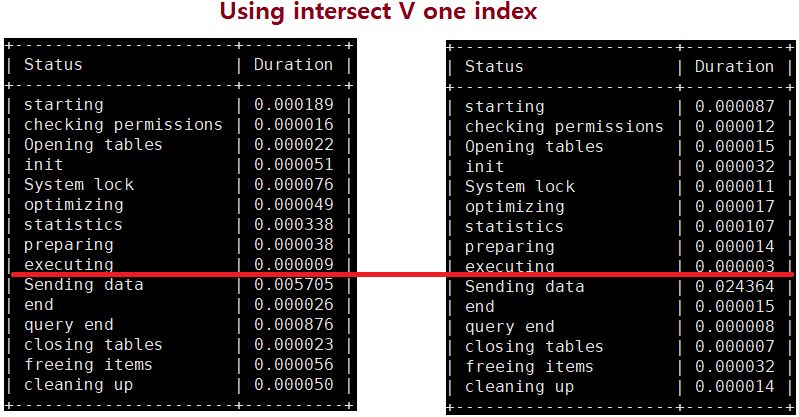 Using intersect V one index
+----------------------+----------+
| Status               | Duration |
+----------------------+----------+
| starting             | 0.000189 |
| checking permissions | 0.000016 |
| Opening tables       | 0.000022 |
| init                 | 0.000051 |
| System lock          | 0.000076 |
| optimizing           | 0.000049 |
| statistics           | 0.000338 |
| preparing            | 0.000038 |
| executing            | 0.000009 |
| Sending data         | 0.005705 |
| end                  | 0.000026 |
| query end            | 0.000876 |
| closing tables       | 0.000023 |
| freeing items        | 0.000056 |
| cleaning up          | 0.000050 |
+----------------------+----------+
+----------------------+----------+
| Status               | Duration |
+----------------------+----------+
| starting             | 0.000087 |
| checking permissions | 0.000012 |
| Opening tables       | 0.000015 |
| init                 | 0.000032 |
| System lock          | 0.000011 |
| optimizing           | 0.000017 |
| statistics           | 0.000107 |
| preparing            | 0.000014 |
| executing            | 0.000003 |
| Sending data         | 0.024364 |
| end                  | 0.000015 |
| query end            | 0.000008 |
| closing tables       | 0.000007 |
| freeing items        | 0.000032 |
| cleaning up          | 0.000014 |
+----------------------+----------+